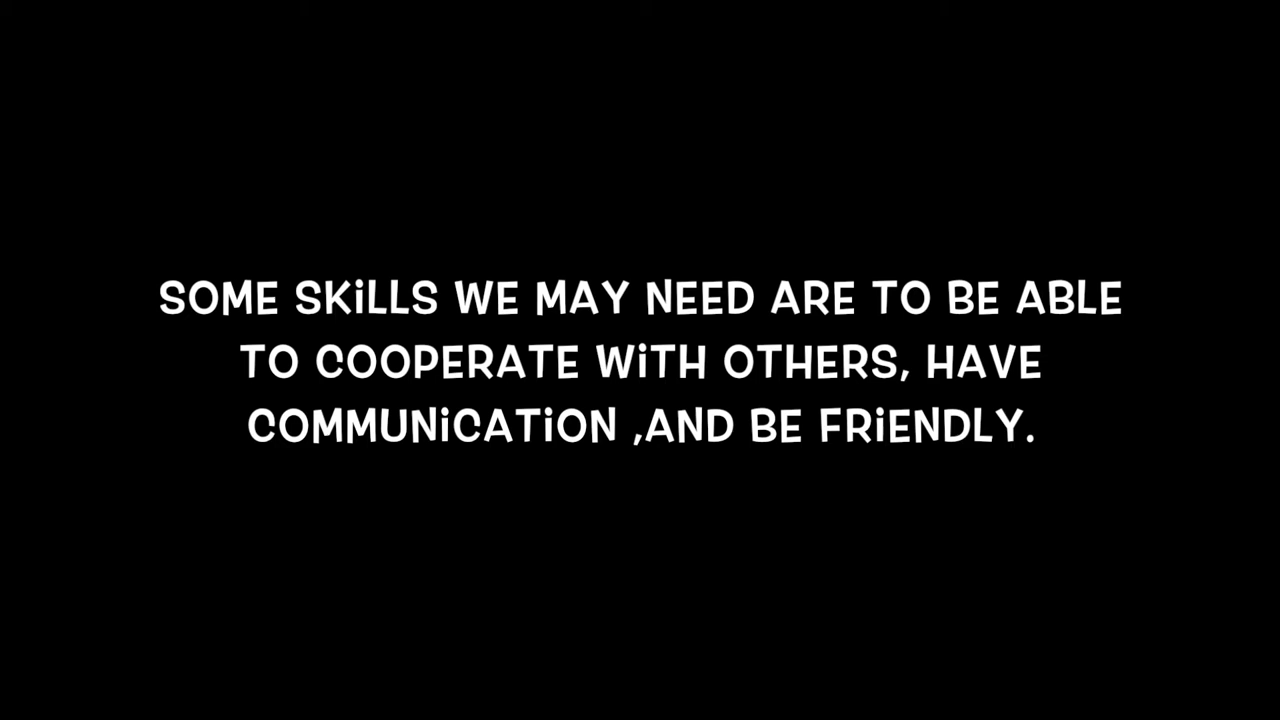 SOME SKiLLS WE MAY NEED ARE TO BE ABLE
TO COOPERATE WiTH OTHERS, HAVE
COMMUNiCATiON ,AND BE FRiENDLY.